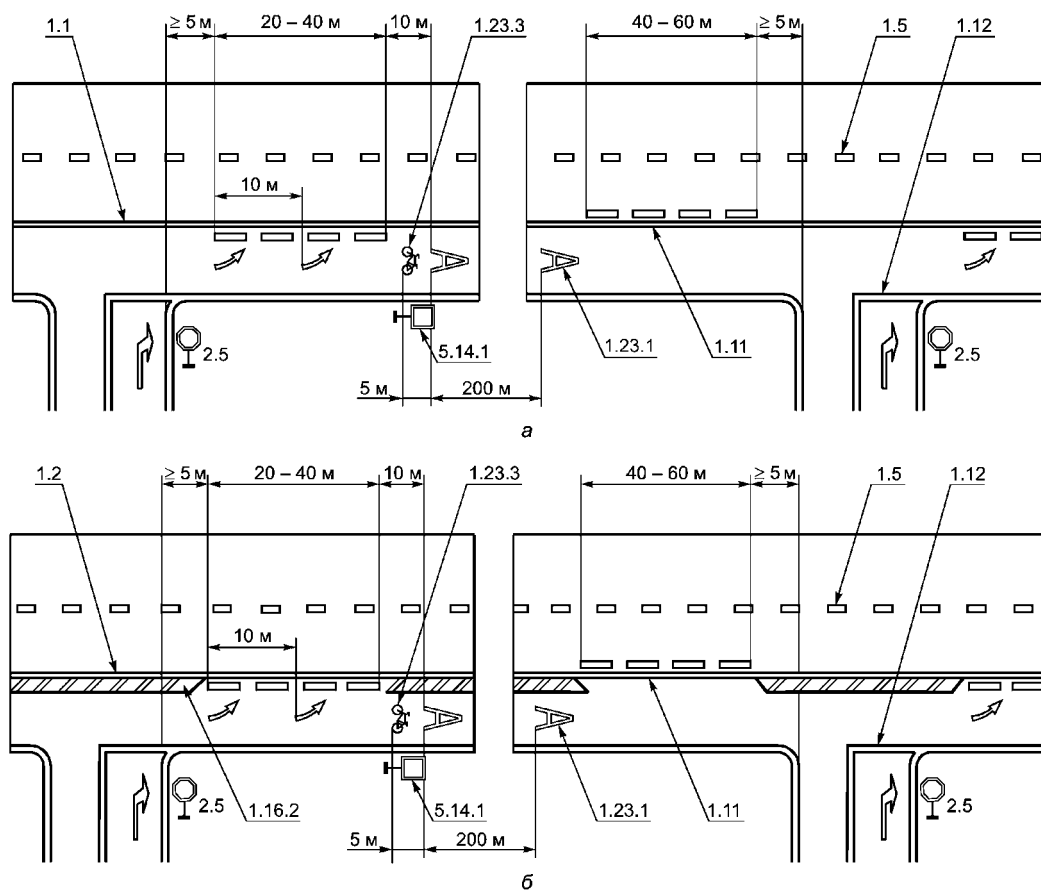 1.1 ≥ 5 м 20 – 40 м 10 м 1.23.3 40 – 60 м ≥ 5 м 1.5 1.12
10 м
А А
2.5 5.14.1 1.23.1 1.11 2.5
5 м 200 м
а
1.2 ≥ 5 м 20 – 40 м 10 м 1.23.3 40 – 60 м ≥ 5 м 1.5 1.12
10 м
А А
2.5 1.16.2 5.14.1 1.23.1 1.11 2.5
5 м 200 м
б